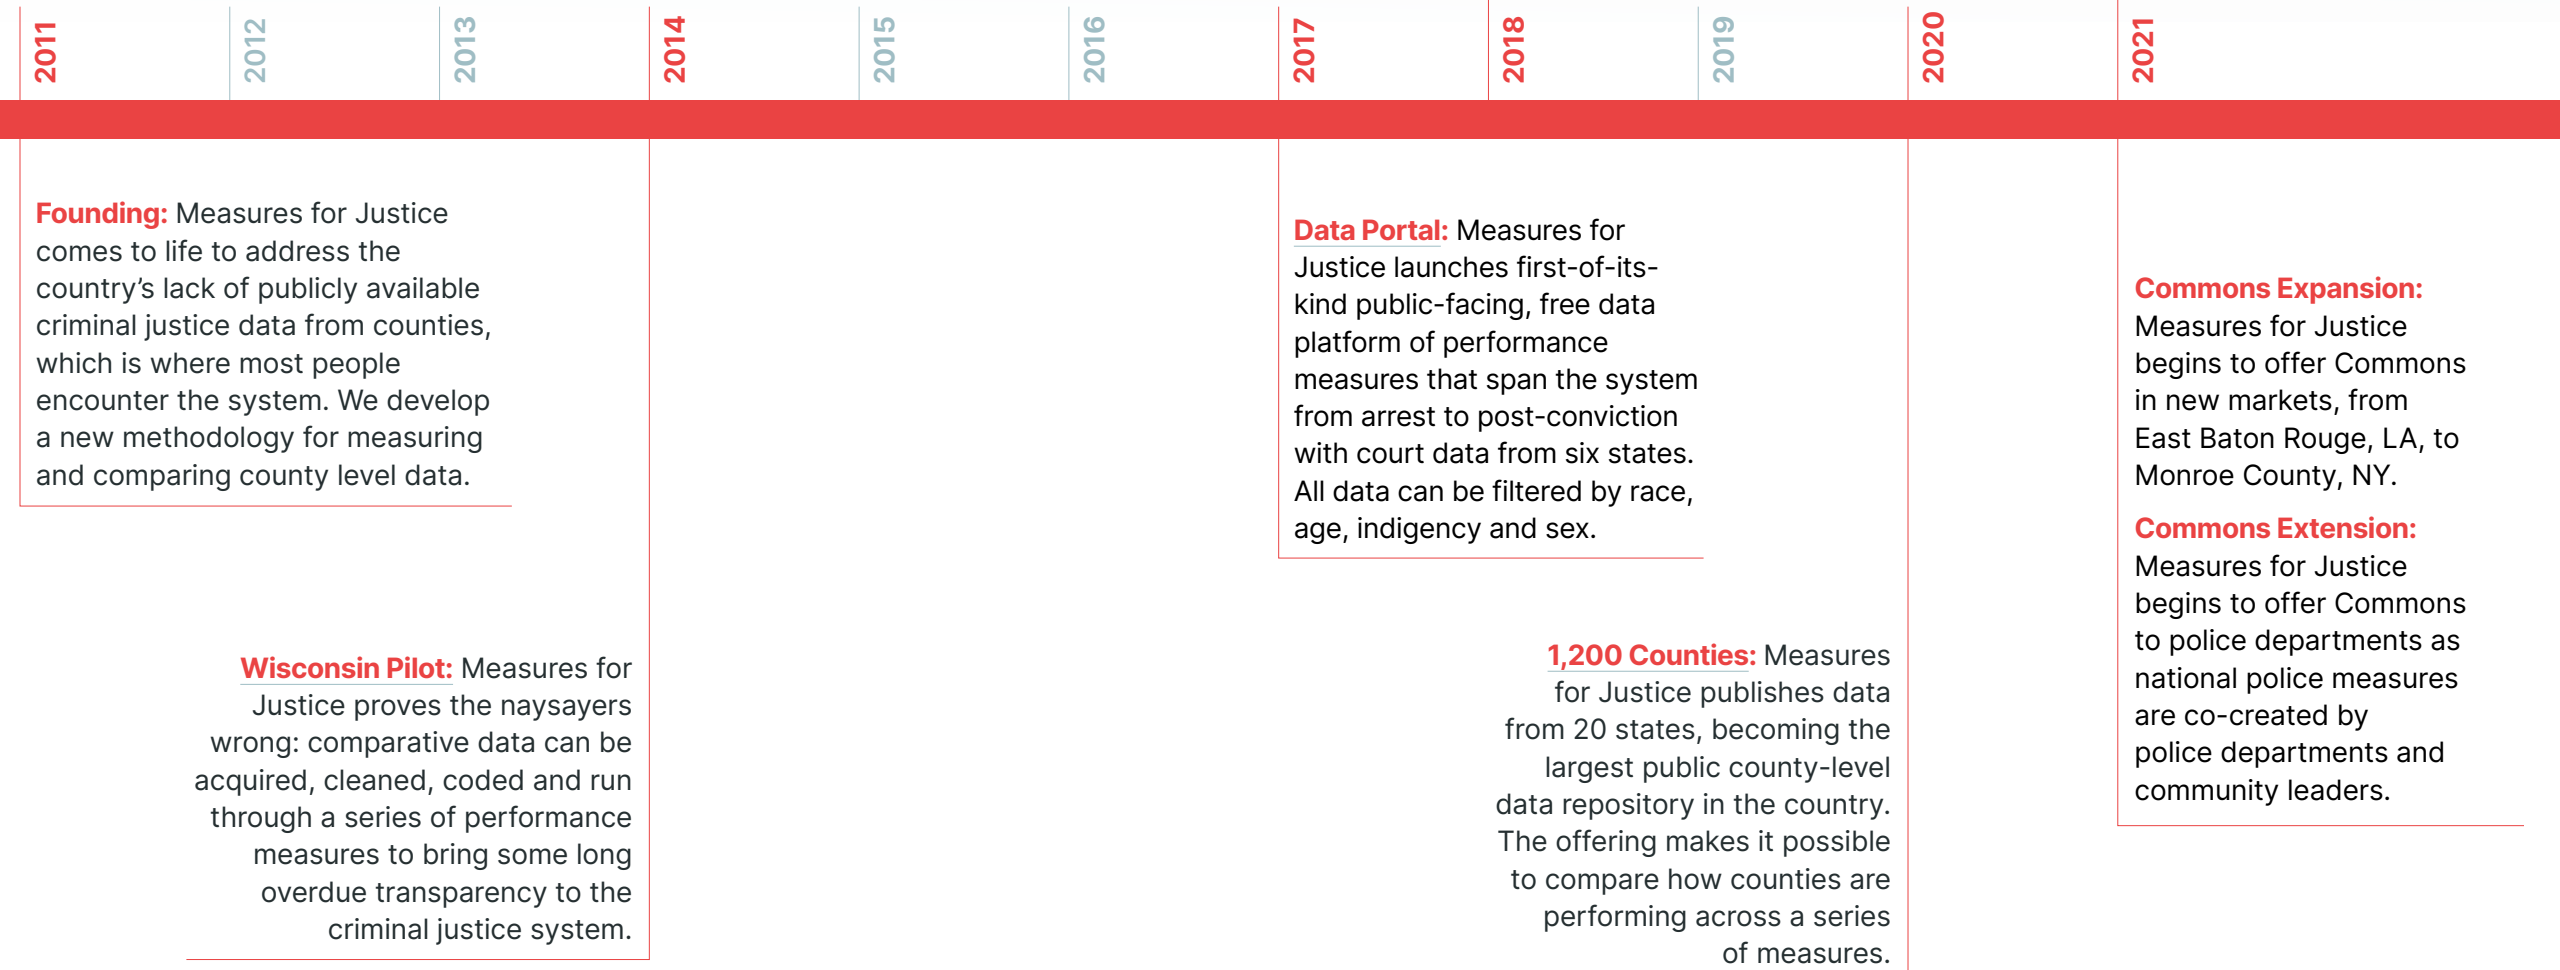 2011
2012
2013
2014
2015
2016
2017
2018
2019
2020
2021
Founding: Measures for Justice
comes to life to address the
country’s lack of publicly available
criminal justice data from counties,
which is where most people
encounter the system. We develop
a new methodology for measuring
and comparing county level data.
Wisconsin Pilot: Measures for
Justice proves the naysayers
wrong: comparative data can be
acquired, cleaned, coded and run
through a series of performance
measures to bring some long
overdue transparency to the
criminal justice system.
Data Portal: Measures for
Justice launches first-of-its-
kind public-facing, free data
platform of performance
measures that span the system
from arrest to post-conviction
with court data from six states.
All data can be filtered by race,
age, indigency and sex.
1,200 Counties: Measures
for Justice publishes data
from 20 states, becoming the
largest public county-level
data repository in the country.
The offering makes it possible
to compare how counties are
performing across a series
of measures.
Commons Expansion:
Measures for Justice
begins to offer Commons
in new markets, from
East Baton Rouge, LA, to
Monroe County, NY.
Commons Extension:
Measures for Justice
begins to offer Commons
to police departments as
national police measures
are co-created by
police departments and
community leaders.